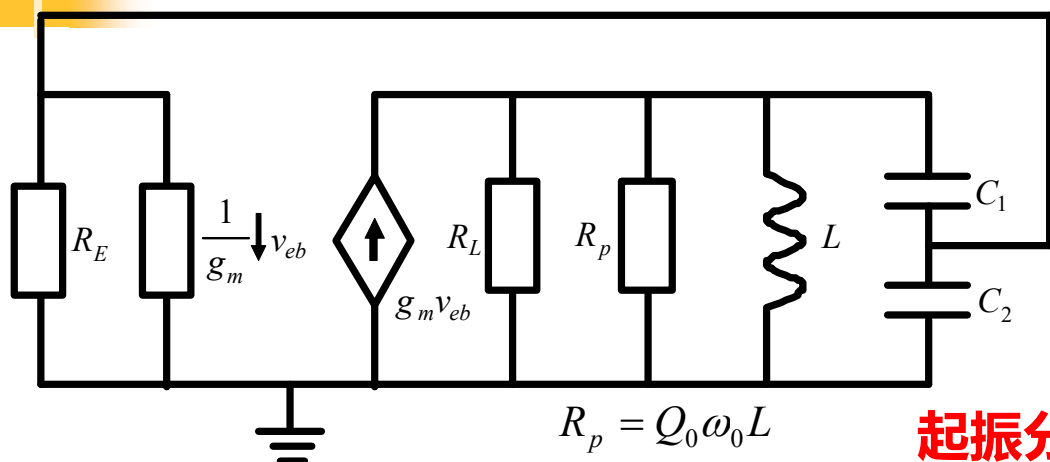 R_E
1/g_m
v_eb
g_m v_eb
R_L
R_p
L
C_1
C_2
R_p = Q_0 ω_0 L
起振